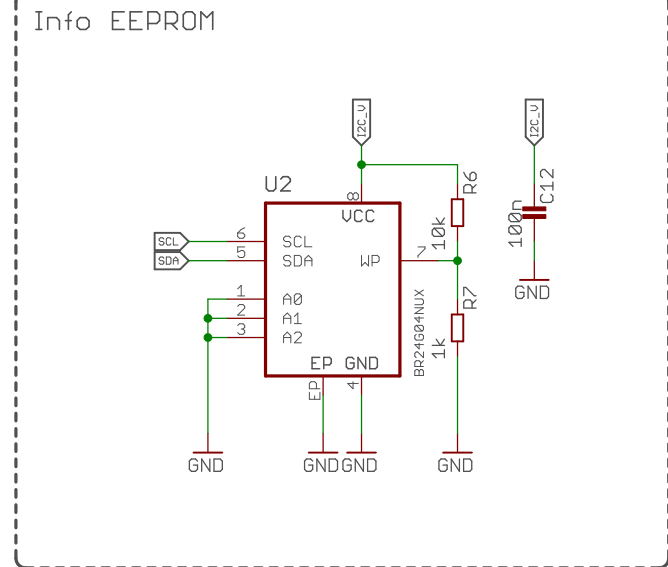 Info EEPROM
I2C_V
I2C_V
U2
8
VCC
R6
10k
C12
100n
SCL
6
SCL
SDA
5
SDA
WP
7
GND
1
A0
2
A1
3
A2
BR24G04NUX
R7
1k
EP GND
EP
4
GND
GND
GND
GND